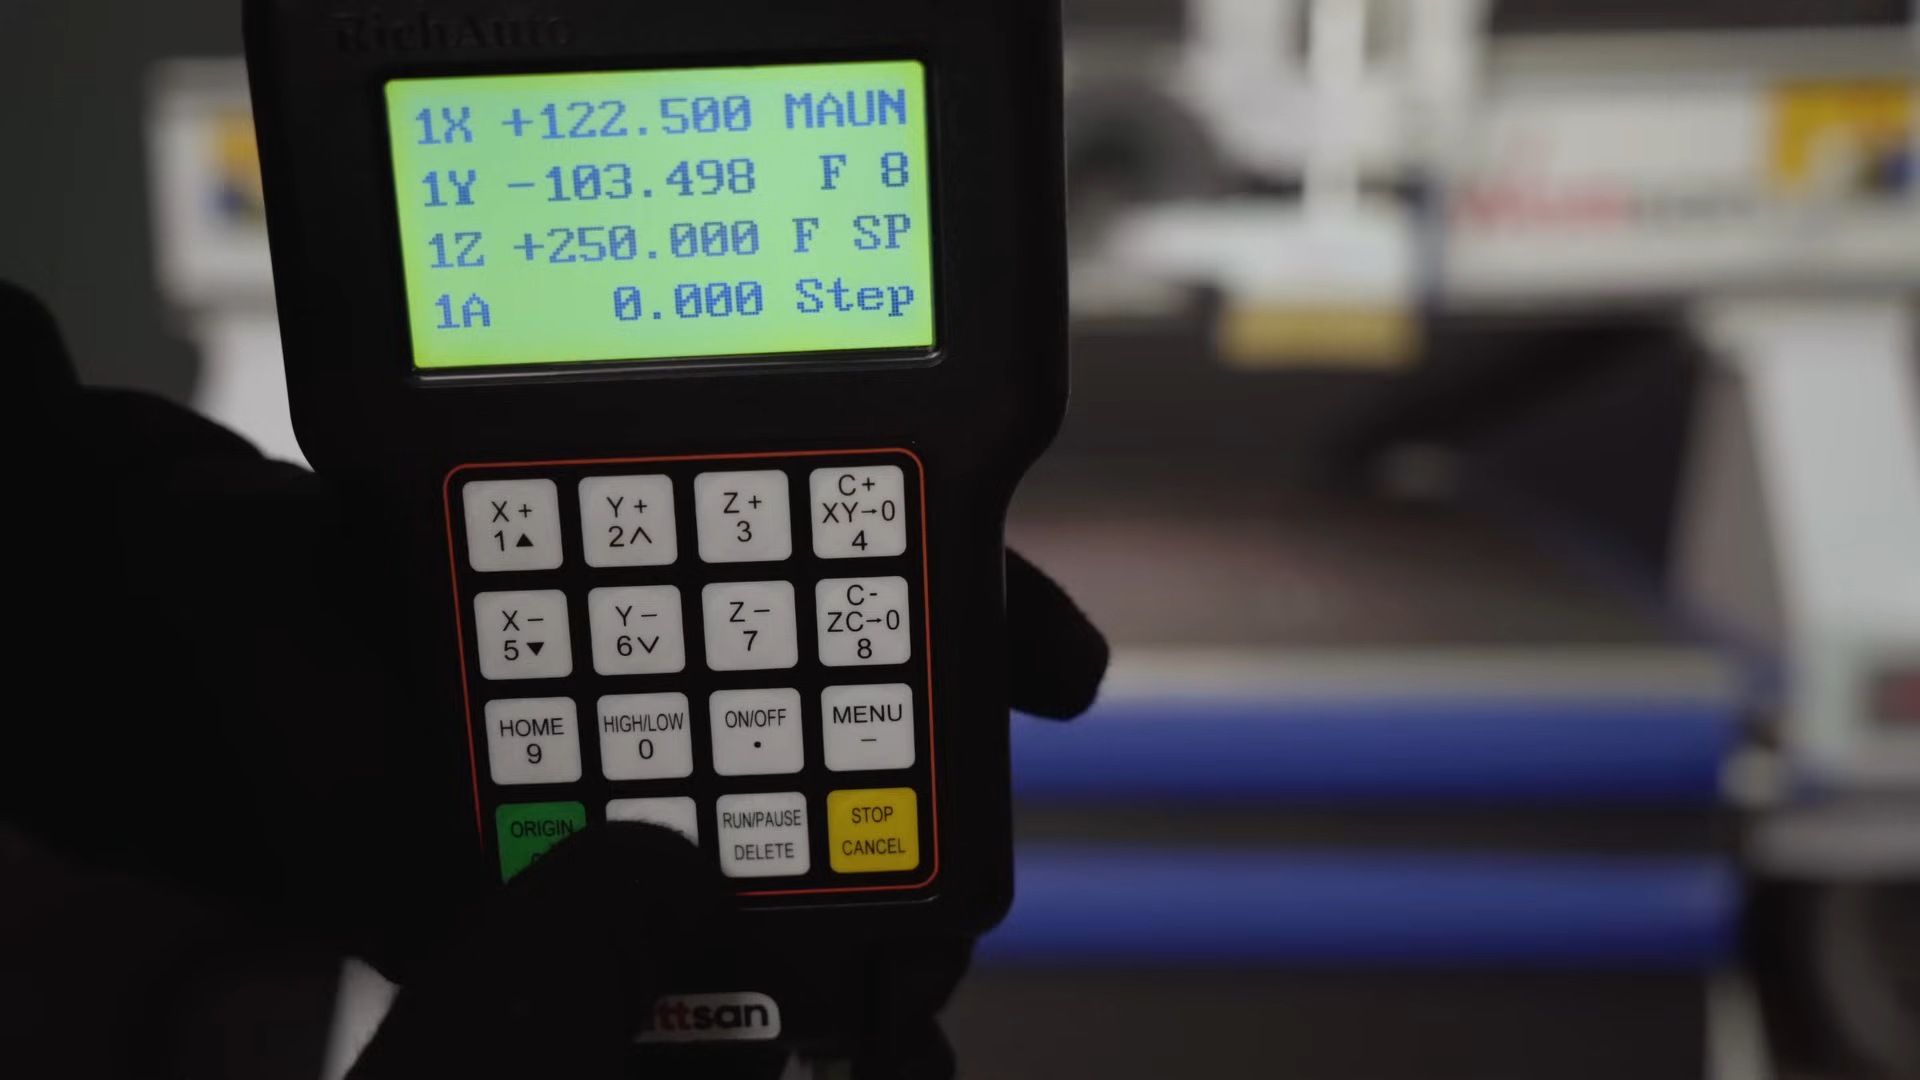 RichAuto
1X +122.500 MAUN
1Y -103.498 F 8
1Z +250.000 F SP
1A 0.000 Step
X+
1▲
Y+
2∧
Z+
3
C+
XY→0
4
X−
5▼
Y−
6∨
Z−
7
C-
ZC→0
8
HOME
9
HIGH/LOW
0
ON/OFF
•
MENU
−
ORIGIN
RUN/PAUSE
DELETE
STOP
CANCEL
ttsan